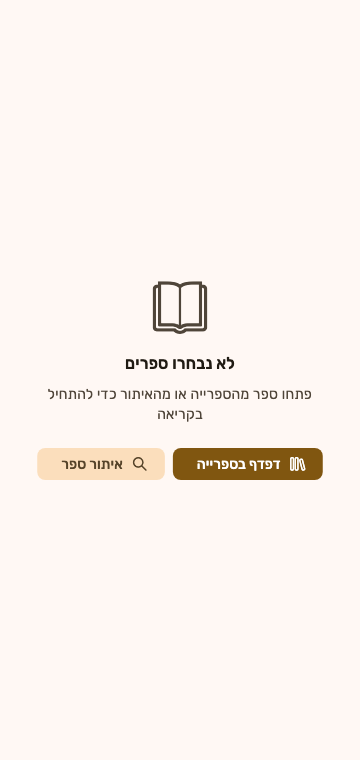 לא נבחרו ספרים
פתחו ספר מהספרייה או מהאיתור כדי להתחיל
בקריאה
דפדף בספרייה
איתור ספר